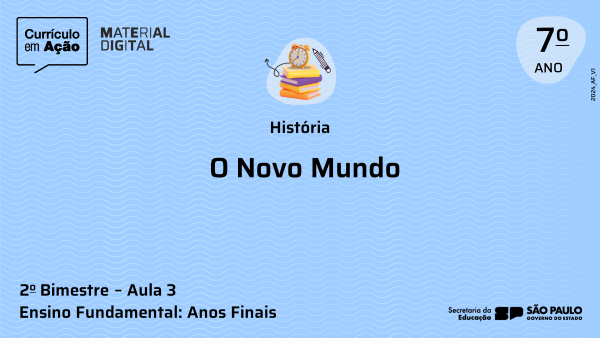 Currículo
em Ação
MATERIAL
DIGITAL
7º
ANO
2024_AF_V1
História
O Novo Mundo
2º Bimestre – Aula 3
Ensino Fundamental: Anos Finais
Secretaria da
Educação
SP
SÃO PAULO
GOVERNO DO ESTADO